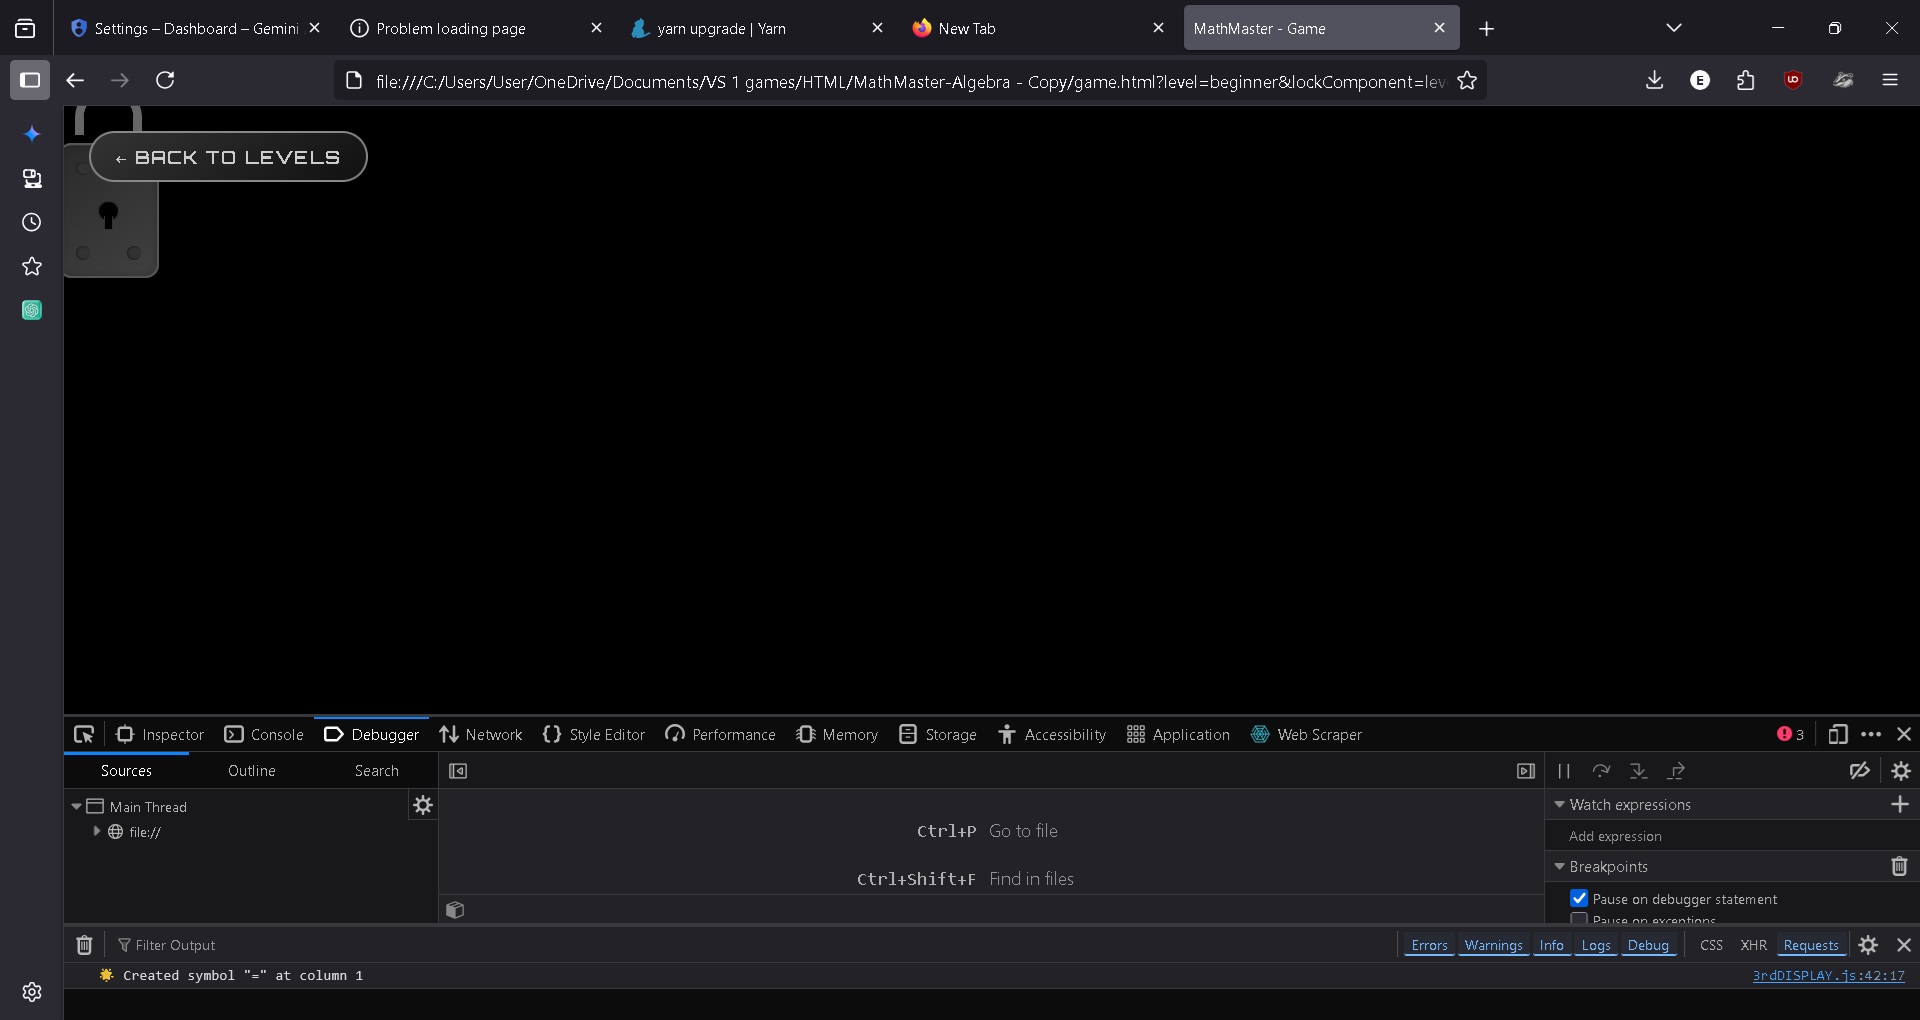 Settings – Dashboard – Gemini
Problem loading page
yarn upgrade | Yarn
New Tab
MathMaster - Game
file:///C:/Users/User/OneDrive/Documents/VS 1 games/HTML/MathMaster-Algebra - Copy/game.html?level=beginner&lockComponent=lev
E
← BACK TO LEVELS
Inspector
Console
Debugger
Network
Style Editor
Performance
Memory
Storage
Accessibility
Application
Web Scraper
3
Sources
Outline
Search
Main Thread
file://
Ctrl+P Go to file
Ctrl+Shift+F Find in files
Watch expressions
Add expression
Breakpoints
Pause on debugger statement
Pause on exceptions
Filter Output
Errors
Warnings
Info
Logs
Debug
CSS
XHR
Requests
Created symbol "=" at column 1
3rdDISPLAY.js:42:17